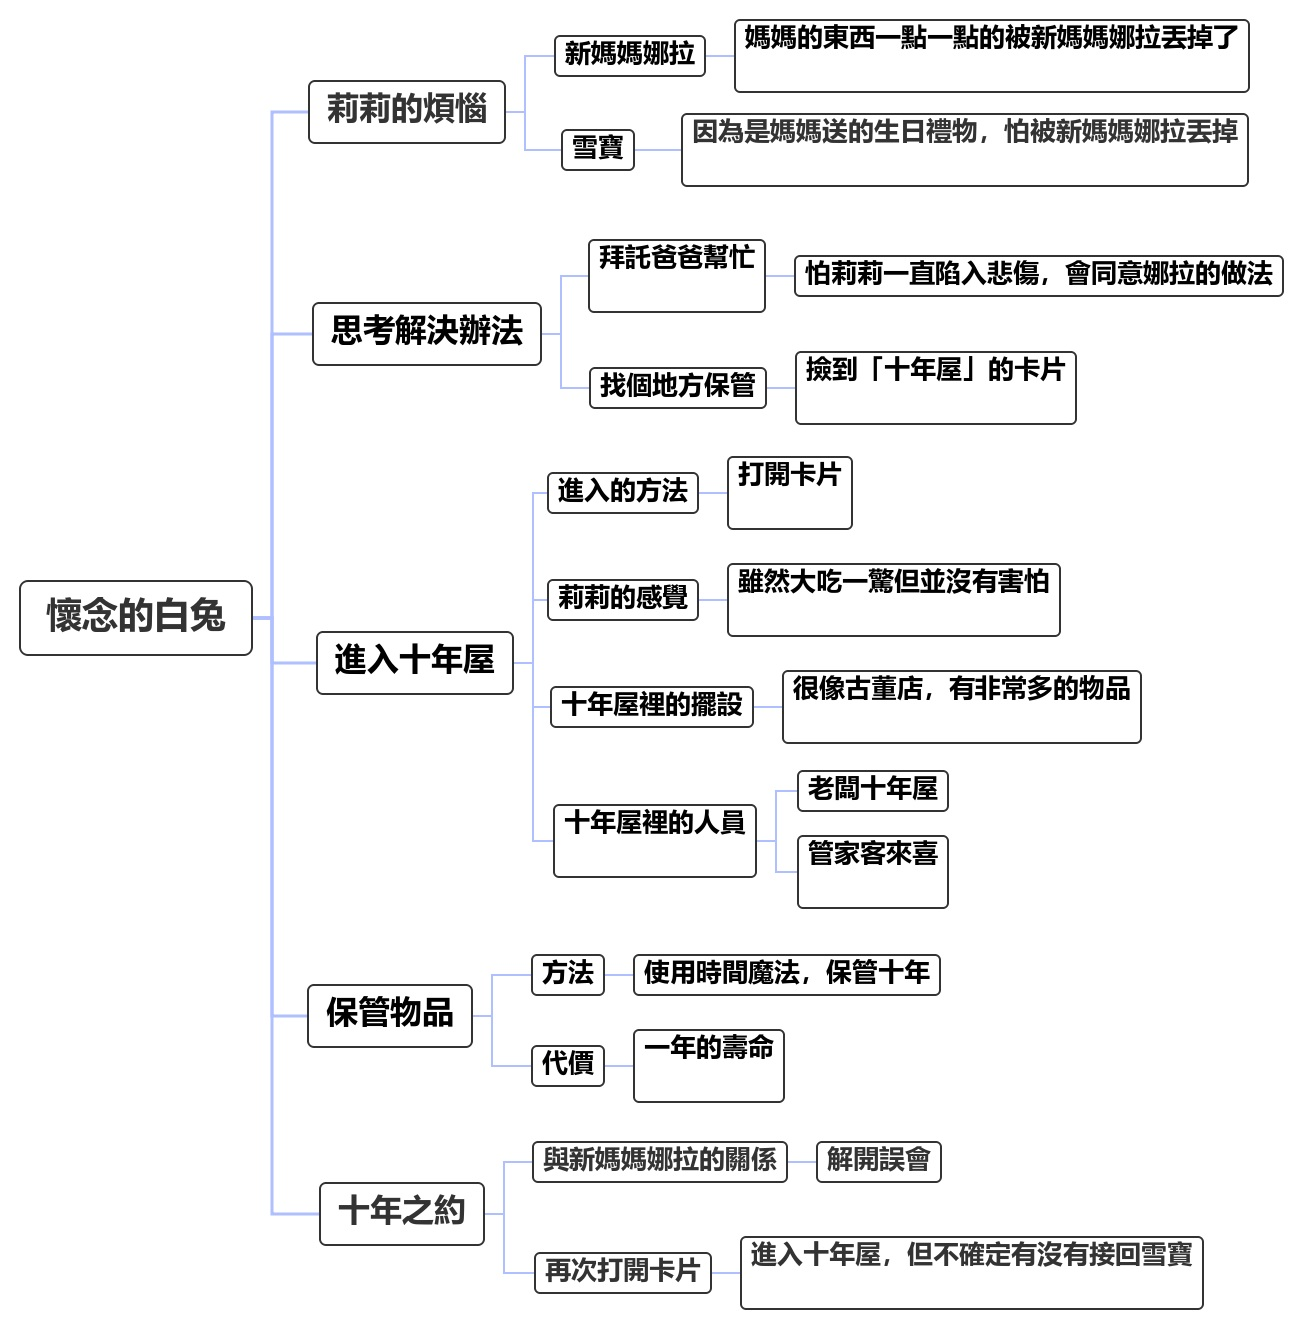 懷念的白兔
莉莉的煩惱
新媽媽娜拉
媽媽的東西一點一點的被新媽媽娜拉丟掉了
雪寶
因為是媽媽送的生日禮物，怕被新媽媽娜拉丟掉
思考解決辦法
拜託爸爸幫忙
怕莉莉一直陷入悲傷，會同意娜拉的做法
找個地方保管
撿到「十年屋」的卡片
進入十年屋
進入的方法
打開卡片
莉莉的感覺
雖然大吃一驚但並沒有害怕
十年屋裡的擺設
很像古董店，有非常多的物品
十年屋裡的人員
老闆十年屋
管家客來喜
保管物品
方法
使用時間魔法，保管十年
代價
一年的壽命
十年之約
與新媽媽娜拉的關係
解開誤會
再次打開卡片
進入十年屋，但不確定有沒有接回雪寶